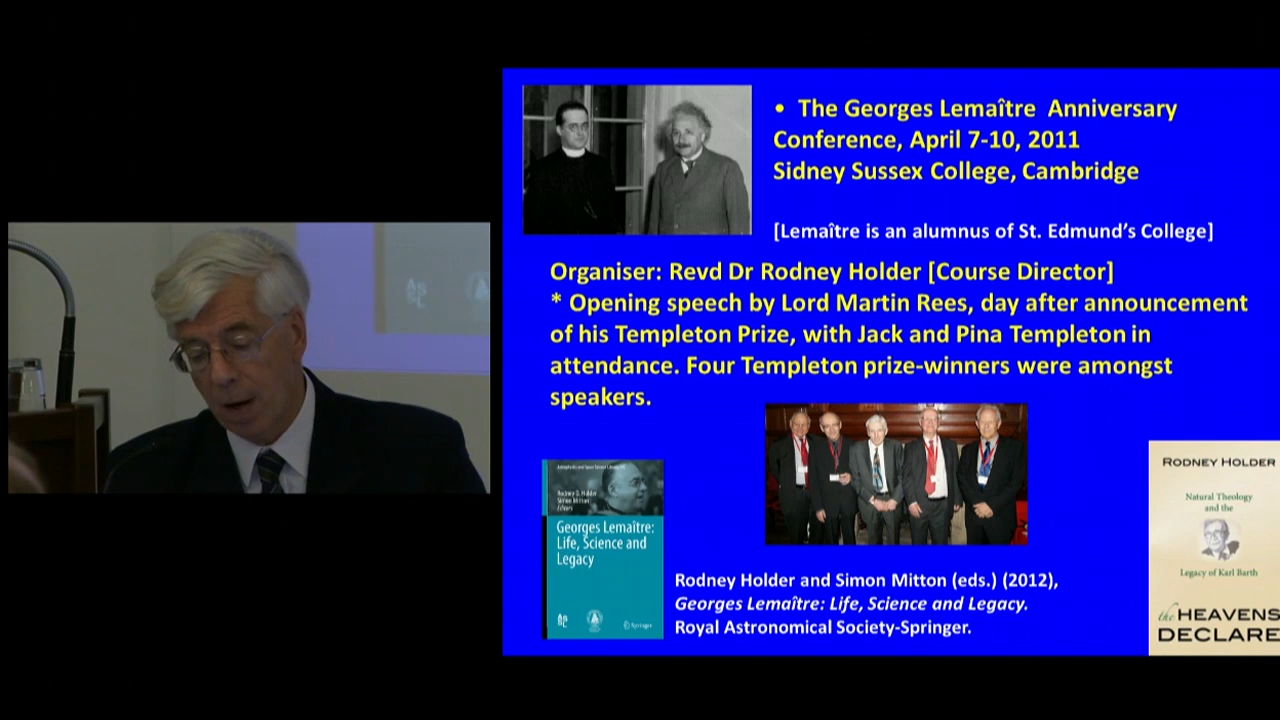 • The Georges Lemaître Anniversary
Conference, April 7-10, 2011
Sidney Sussex College, Cambridge
[Lemaître is an alumnus of St. Edmund’s College]
Organiser: Revd Dr Rodney Holder [Course Director]
* Opening speech by Lord Martin Rees, day after announcement
of his Templeton Prize, with Jack and Pina Templeton in
attendance. Four Templeton prize-winners were amongst
speakers.
Astrophysics and Space Science Library
Rodney D. Holder
Simon Mitton
Editors
Georges Lemaître:
Life, Science and
Legacy
Springer
Rodney Holder and Simon Mitton (eds.) (2012),
Georges Lemaître: Life, Science and Legacy.
Royal Astronomical Society-Springer.
RODNEY HOLDER
Natural Theology
and the
Legacy of Karl Barth
the HEAVENS
DECLARE